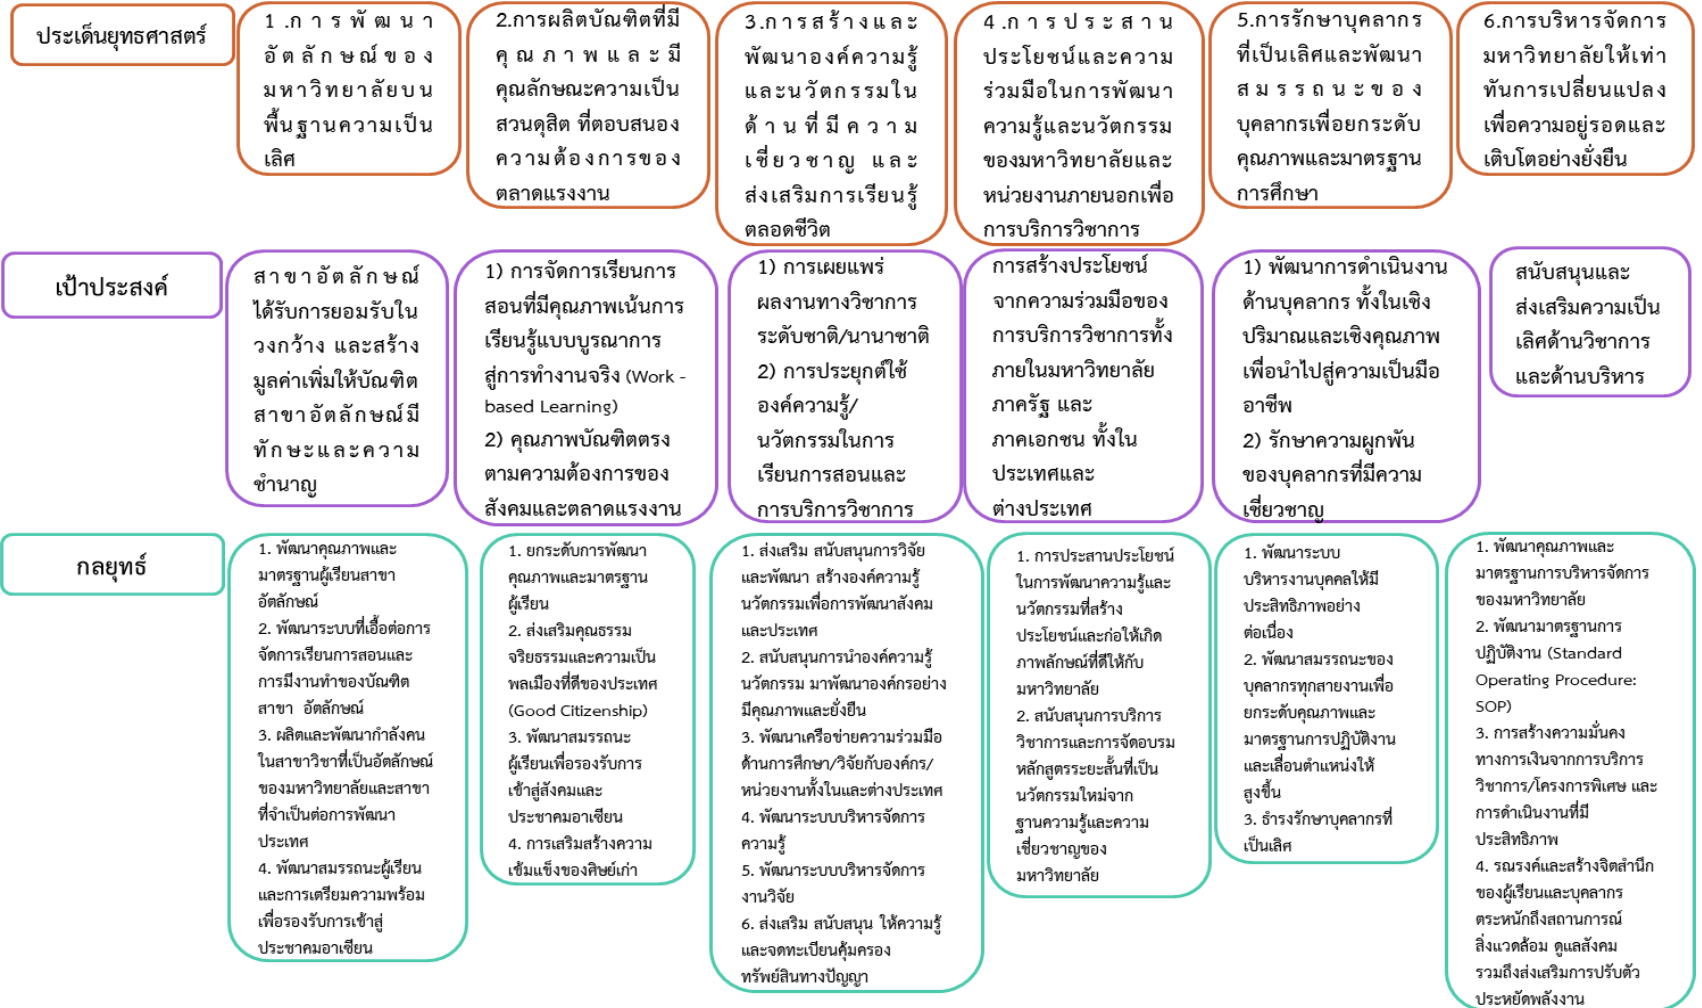 ประเด็นยุทธศาสตร์
1 .การพัฒนา
อัตลักษณ์ของ
มหาวิทยาลัยบน
พื้นฐานความเป็น
เลิศ
2.การผลิตบัณฑิตที่มี
คุณภาพและมี
คุณลักษณะความเป็น
สวนดุสิต ที่ตอบสนอง
ความต้องการของ
ตลาดแรงงาน
3.การสร้างและ
พัฒนาองค์ความรู้
และนวัตกรรมใน
ด้านที่มีความ
เชี่ยวชาญ และ
ส่งเสริมการเรียนรู้
ตลอดชีวิต
4 .การประสาน
ประโยชน์และความ
ร่วมมือในการพัฒนา
ความรู้และนวัตกรรม
ของมหาวิทยาลัยและ
หน่วยงานภายนอกเพื่อ
การบริการวิชาการ
5.การรักษาบุคลากร
ที่เป็นเลิศและพัฒนา
สมรรถนะของ
บุคลากรเพื่อยกระดับ
คุณภาพและมาตรฐาน
การศึกษา
6.การบริหารจัดการ
มหาวิทยาลัยให้เท่า
ทันการเปลี่ยนแปลง
เพื่อความอยู่รอดและ
เติบโตอย่างยั่งยืน
เป้าประสงค์
สาขาอัตลักษณ์
ได้รับการยอมรับใน
วงกว้าง และสร้าง
มูลค่าเพิ่มให้บัณฑิต
สาขาอัตลักษณ์มี
ทักษะและความ
ชำนาญ
1) การจัดการเรียนการ
สอนที่มีคุณภาพเน้นการ
เรียนรู้แบบบูรณาการ
สู่การทำงานจริง (Work -
based Learning)
2) คุณภาพบัณฑิตตรง
ตามความต้องการของ
สังคมและตลาดแรงงาน
1) การเผยแพร่
ผลงานทางวิชาการ
ระดับชาติ/นานาชาติ
2) การประยุกต์ใช้
องค์ความรู้/
นวัตกรรมในการ
เรียนการสอนและ
การบริการวิชาการ
การสร้างประโยชน์
จากความร่วมมือของ
การบริการวิชาการทั้ง
ภายในมหาวิทยาลัย
ภาครัฐ และ
ภาคเอกชน ทั้งใน
ประเทศและ
ต่างประเทศ
1) พัฒนาการดำเนินงาน
ด้านบุคลากร ทั้งในเชิง
ปริมาณและเชิงคุณภาพ
เพื่อนำไปสู่ความเป็นมือ
อาชีพ
2) รักษาความผูกพัน
ของบุคลากรที่มีความ
เชี่ยวชาญ
สนับสนุนและ
ส่งเสริมความเป็น
เลิศด้านวิชาการ
และด้านบริหาร
กลยุทธ์
1. พัฒนาคุณภาพและ
มาตรฐานผู้เรียนสาขา
อัตลักษณ์
2. พัฒนาระบบที่เอื้อต่อการ
จัดการเรียนการสอนและ
การมีงานทำของบัณฑิต
สาขา อัตลักษณ์
3. ผลิตและพัฒนากำลังคน
ในสาขาวิชาที่เป็นอัตลักษณ์
ของมหาวิทยาลัยและสาขา
ที่จำเป็นต่อการพัฒนา
ประเทศ
4. พัฒนาสมรรถนะผู้เรียน
และการเตรียมความพร้อม
เพื่อรองรับการเข้าสู่
ประชาคมอาเซียน
1. ยกระดับการพัฒนา
คุณภาพและมาตรฐาน
ผู้เรียน
2. ส่งเสริมคุณธรรม
จริยธรรมและความเป็น
พลเมืองที่ดีของประเทศ
(Good Citizenship)
3. พัฒนาสมรรถนะ
ผู้เรียนเพื่อรองรับการ
เข้าสู่สังคมและ
ประชาคมอาเซียน
4. การเสริมสร้างความ
เข้มแข็งของศิษย์เก่า
1. ส่งเสริม สนับสนุนการวิจัย
และพัฒนา สร้างองค์ความรู้
นวัตกรรมเพื่อการพัฒนาสังคม
และประเทศ
2. สนับสนุนการนำองค์ความรู้
นวัตกรรม มาพัฒนาองค์กรอย่าง
มีคุณภาพและยั่งยืน
3. พัฒนาเครือข่ายความร่วมมือ
ด้านการศึกษา/วิจัยกับองค์กร/
หน่วยงานทั้งในและต่างประเทศ
4. พัฒนาระบบบริหารจัดการ
ความรู้
5. พัฒนาระบบบริหารจัดการ
งานวิจัย
6. ส่งเสริม สนับสนุน ให้ความรู้
และจดทะเบียนคุ้มครอง
ทรัพย์สินทางปัญญา
1. การประสานประโยชน์
ในการพัฒนาความรู้และ
นวัตกรรมที่สร้าง
ประโยชน์และก่อให้เกิด
ภาพลักษณ์ที่ดีให้กับ
มหาวิทยาลัย
2. สนับสนุนการบริการ
วิชาการและการจัดอบรม
หลักสูตรระยะสั้นที่เป็น
นวัตกรรมใหม่จาก
ฐานความรู้และความ
เชี่ยวชาญของ
มหาวิทยาลัย
1. พัฒนาระบบ
บริหารงานบุคคลให้มี
ประสิทธิภาพอย่าง
ต่อเนื่อง
2. พัฒนาสมรรถนะของ
บุคลากรทุกสายงานเพื่อ
ยกระดับคุณภาพและ
มาตรฐานการปฏิบัติงาน
และเลื่อนตำแหน่งให้
สูงขึ้น
3. ธำรงรักษาบุคลากรที่
เป็นเลิศ
1. พัฒนาคุณภาพและ
มาตรฐานการบริหารจัดการ
ของมหาวิทยาลัย
2. พัฒนามาตรฐานการ
ปฏิบัติงาน (Standard
Operating Procedure:
SOP)
3. การสร้างความมั่นคง
ทางการเงินจากการบริการ
วิชาการ/โครงการพิเศษ และ
การดำเนินงานที่มี
ประสิทธิภาพ
4. รณรงค์และสร้างจิตสำนึก
ของผู้เรียนและบุคลากร
ตระหนักถึงสถานการณ์
สิ่งแวดล้อม ดูแลสังคม
รวมถึงส่งเสริมการปรับตัว
ประหยัดพลังงาน